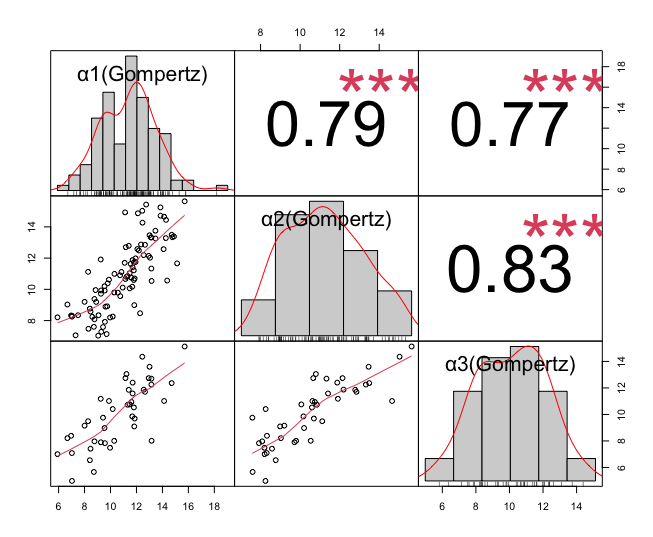 8 10 12 14
α1(Gompertz)
***
0.79
***
0.77
6 8 10 14 18
8 10 12 14
α2(Gompertz)
***
0.83
α3(Gompertz)
6 8 10 12 14
6 8 10 12 14 16 18
6 8 10 12 14